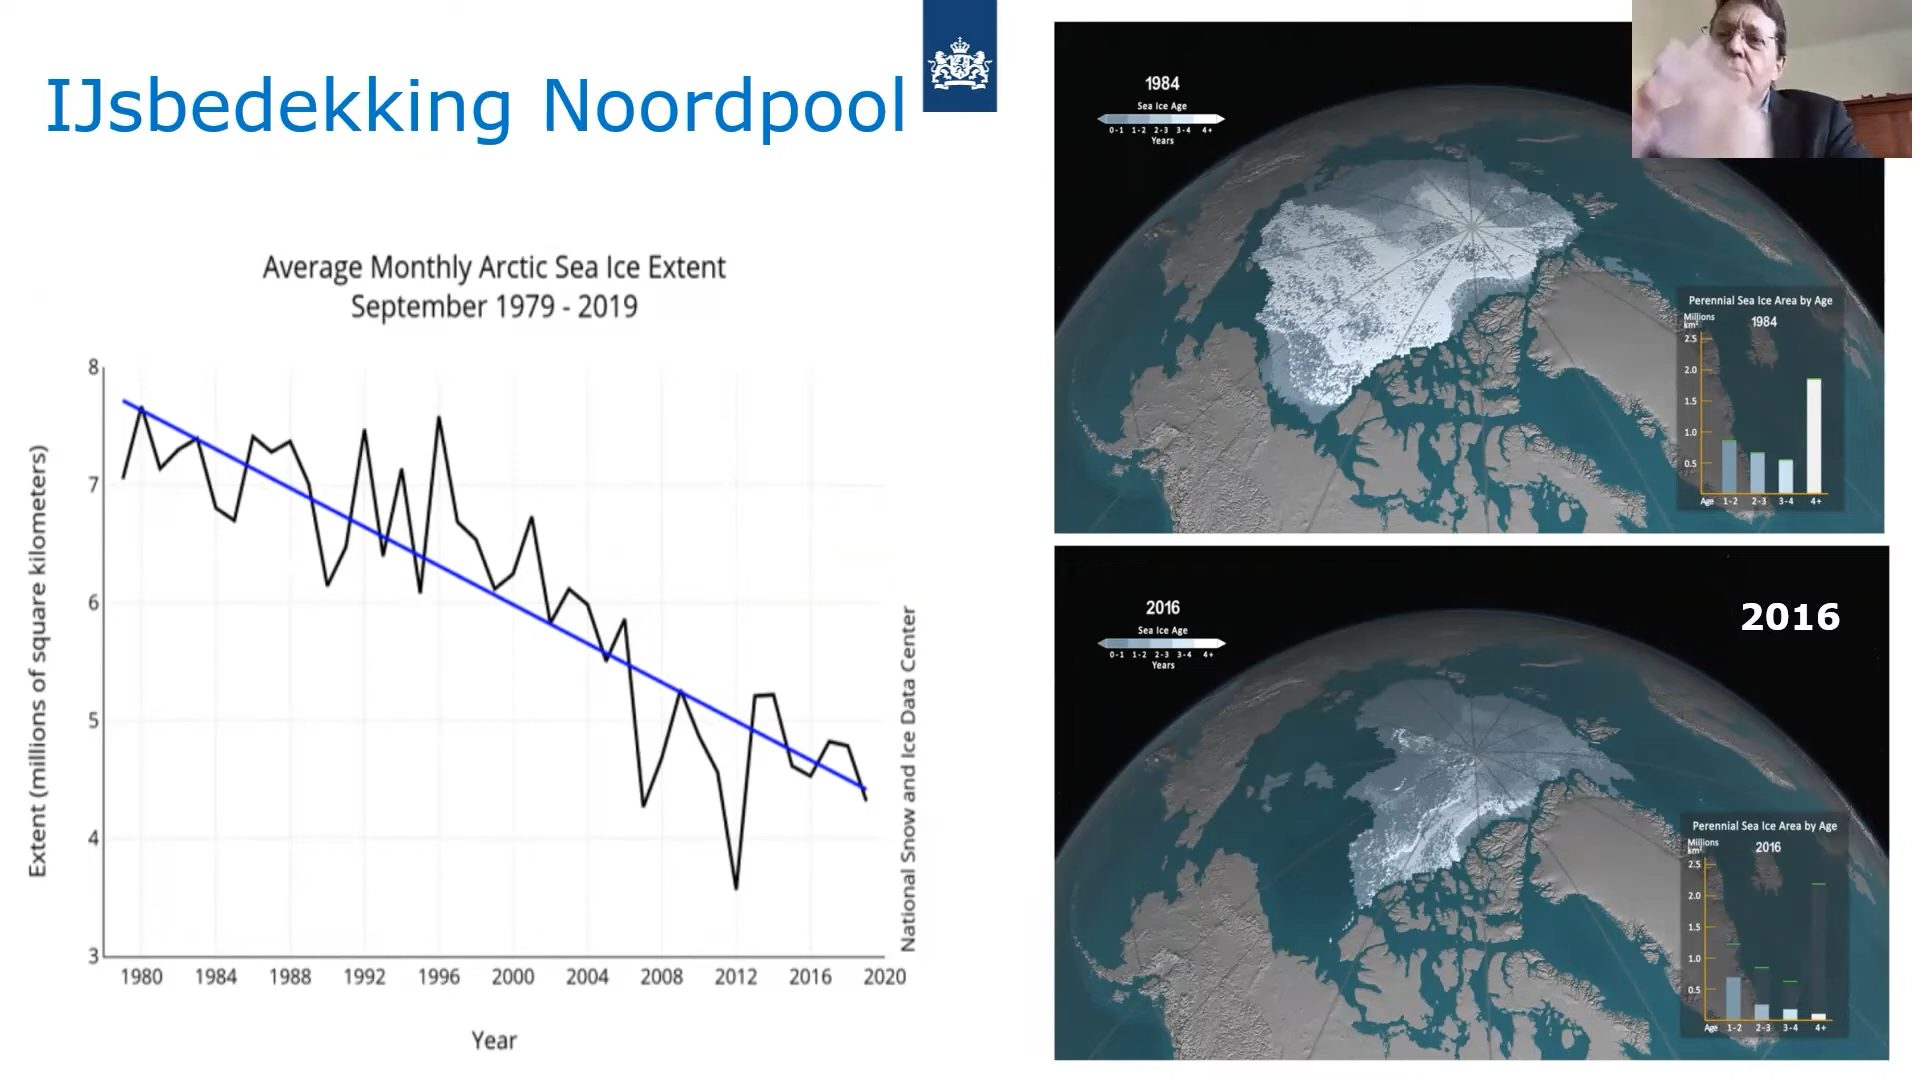 IJsbedekking Noordpool
Average Monthly Arctic Sea Ice Extent
September 1979 - 2019
Extent (millions of square kilometers)
8
7
6
5
4
3
1980 1984 1988 1992 1996 2000 2004 2008 2012 2016 2020
Year
National Snow and Ice Data Center
1984
Sea Ice Age
0-1 1-2 2-3 3-4 4+
Years
Perennial Sea Ice Area by Age
Millions
km²
1984
2.5
2.0
1.5
1.0
0.5
Age 1-2 2-3 3-4 4+
2016
Sea Ice Age
0-1 1-2 2-3 3-4 4+
Years
2016
Perennial Sea Ice Area by Age
Millions
km²
2016
2.5
2.0
1.5
1.0
0.5
Age 1-2 2-3 3-4 4+